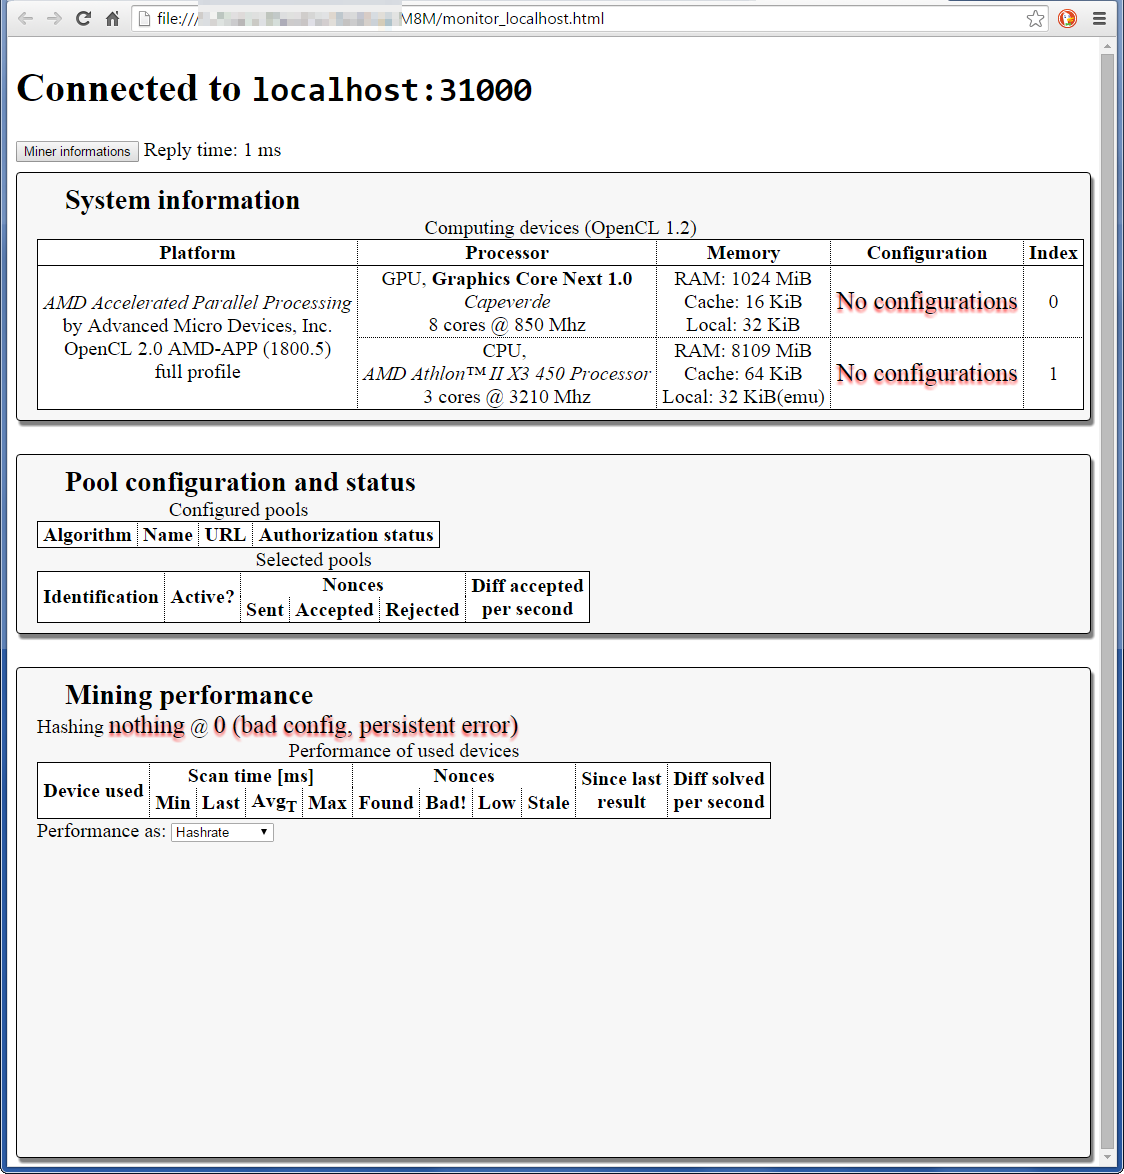 file:/// M8M/monitor_localhost.html
Connected to localhost:31000
Miner informations Reply time: 1 ms
System information
Computing devices (OpenCL 1.2)
Platform Processor Memory Configuration Index
AMD Accelerated Parallel Processing
by Advanced Micro Devices, Inc.
OpenCL 2.0 AMD-APP (1800.5)
full profile
GPU, Graphics Core Next 1.0
Capeverde
8 cores @ 850 Mhz
RAM: 1024 MiB
Cache: 16 KiB
Local: 32 KiB
No configurations
0
CPU,
AMD Athlon™ II X3 450 Processor
3 cores @ 3210 Mhz
RAM: 8109 MiB
Cache: 64 KiB
Local: 32 KiB(emu)
No configurations
1
Pool configuration and status
Configured pools
Algorithm Name URL Authorization status
Selected pools
Identification Active? Nonces Diff accepted per second
Sent Accepted Rejected
Mining performance
Hashing nothing @ 0 (bad config, persistent error)
Performance of used devices
Device used Scan time [ms] Nonces Since last result Diff solved per second
Min Last AvgT Max Found Bad! Low Stale
Performance as: Hashrate